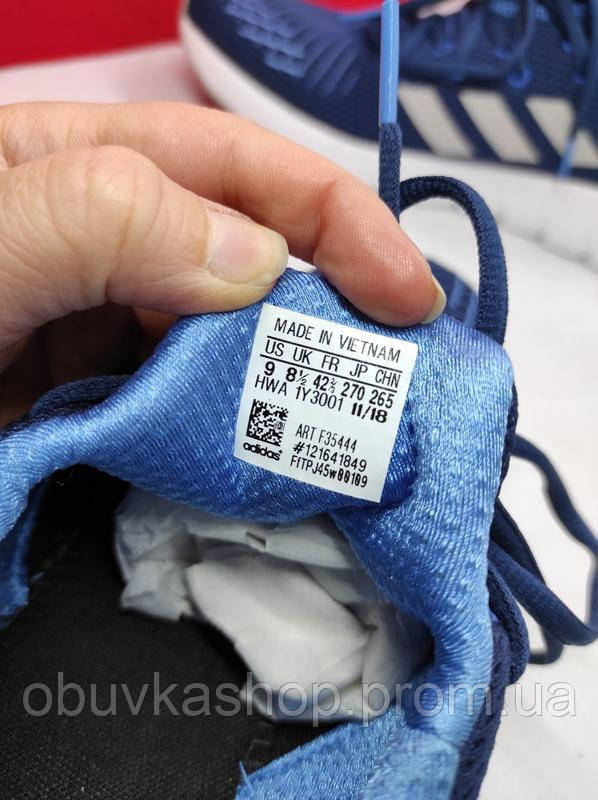 MADE IN VIETNAM
US UK FR JP CHN
9 8½ 42⅔ 270 265
HWA 1Y3001 11/18
ART F35444
#121641849
adidas
FITPJ45W00109
obuvkashop.prom.ua